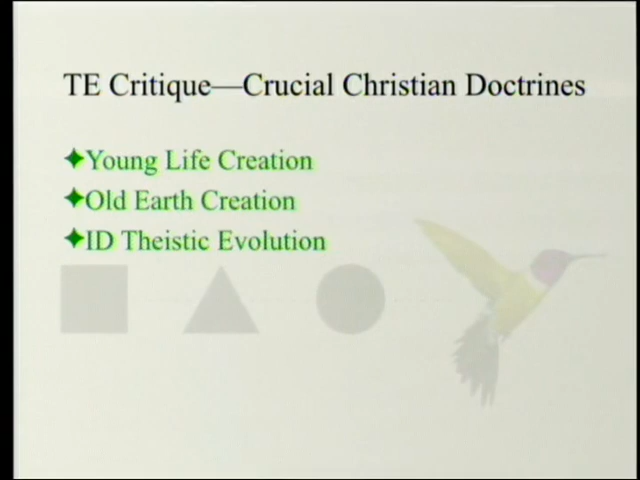 TE Critique—Crucial Christian Doctrines
✦Young Life Creation
✦Old Earth Creation
✦ID Theistic Evolution